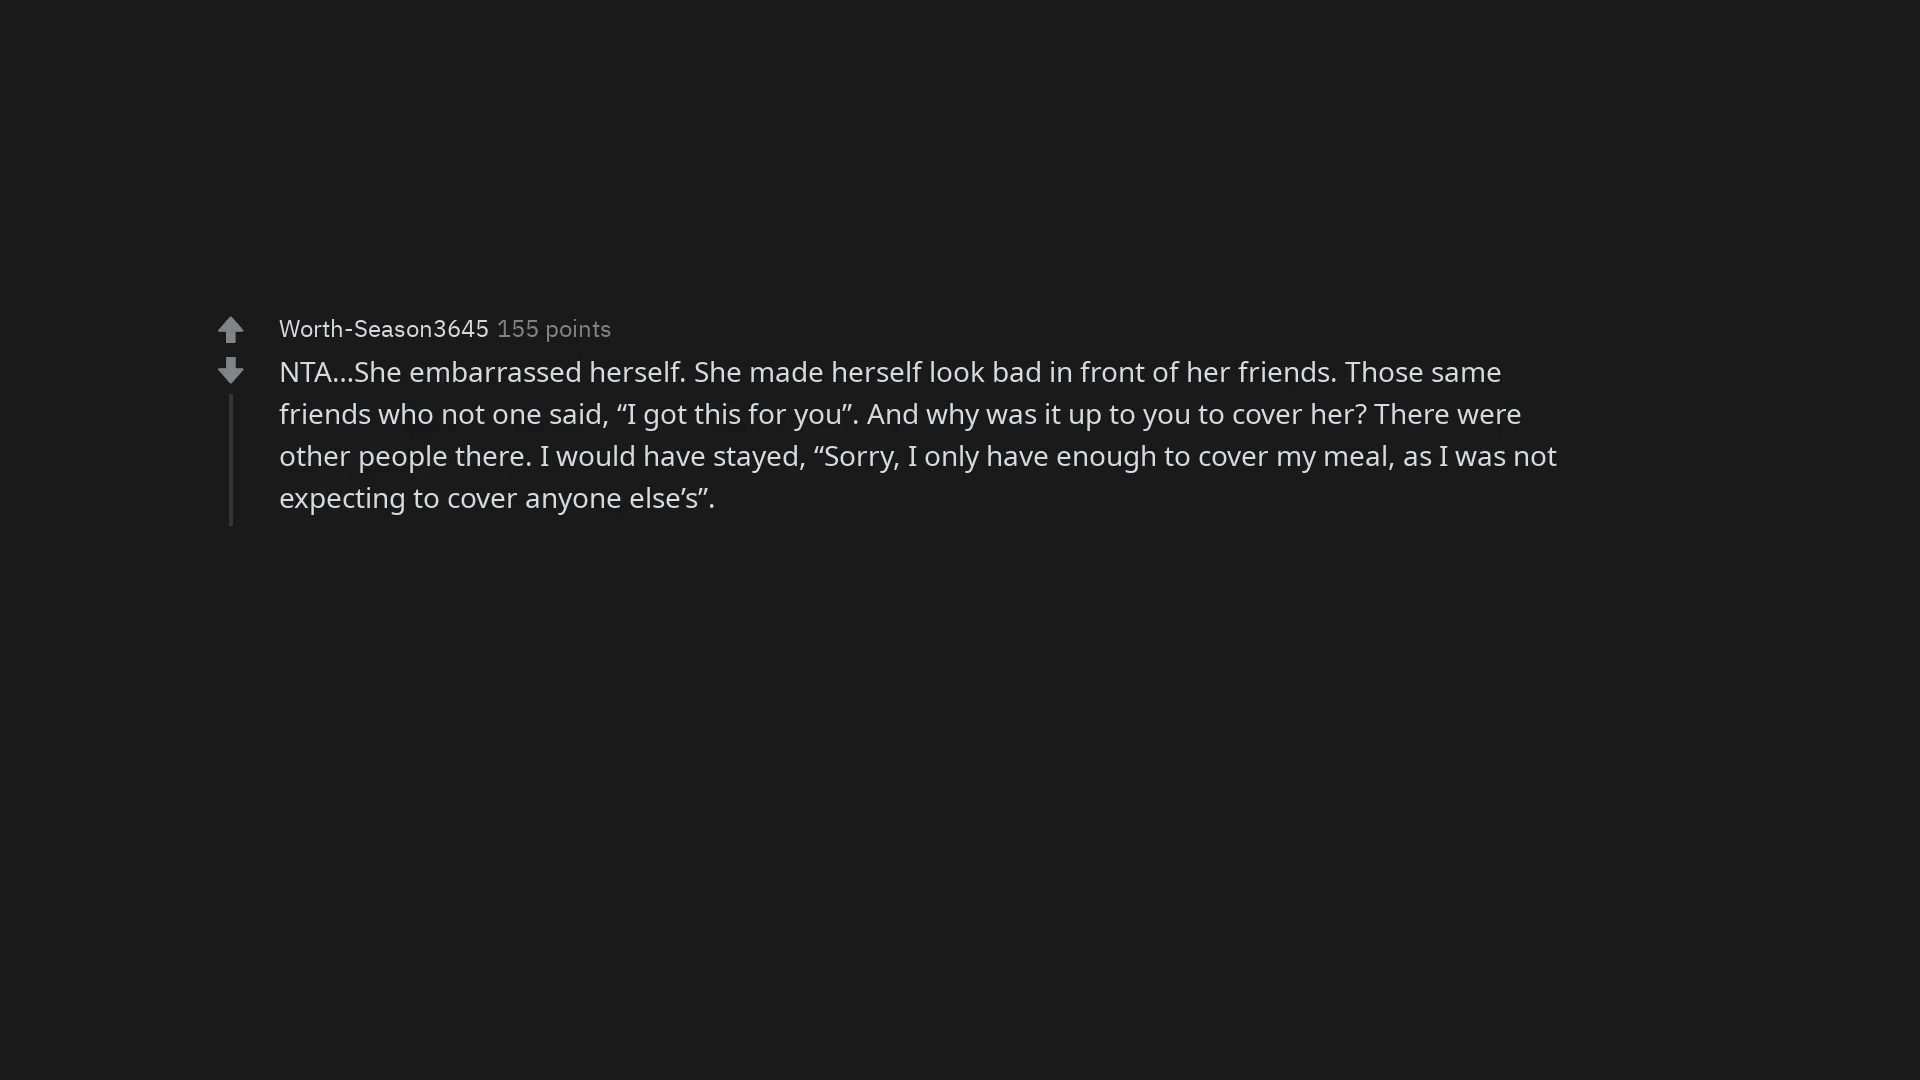 Worth-Season3645 155 points
NTA...She embarrassed herself. She made herself look bad in front of her friends. Those same
friends who not one said, “I got this for you”. And why was it up to you to cover her? There were
other people there. I would have stayed, “Sorry, I only have enough to cover my meal, as I was not
expecting to cover anyone else’s”.